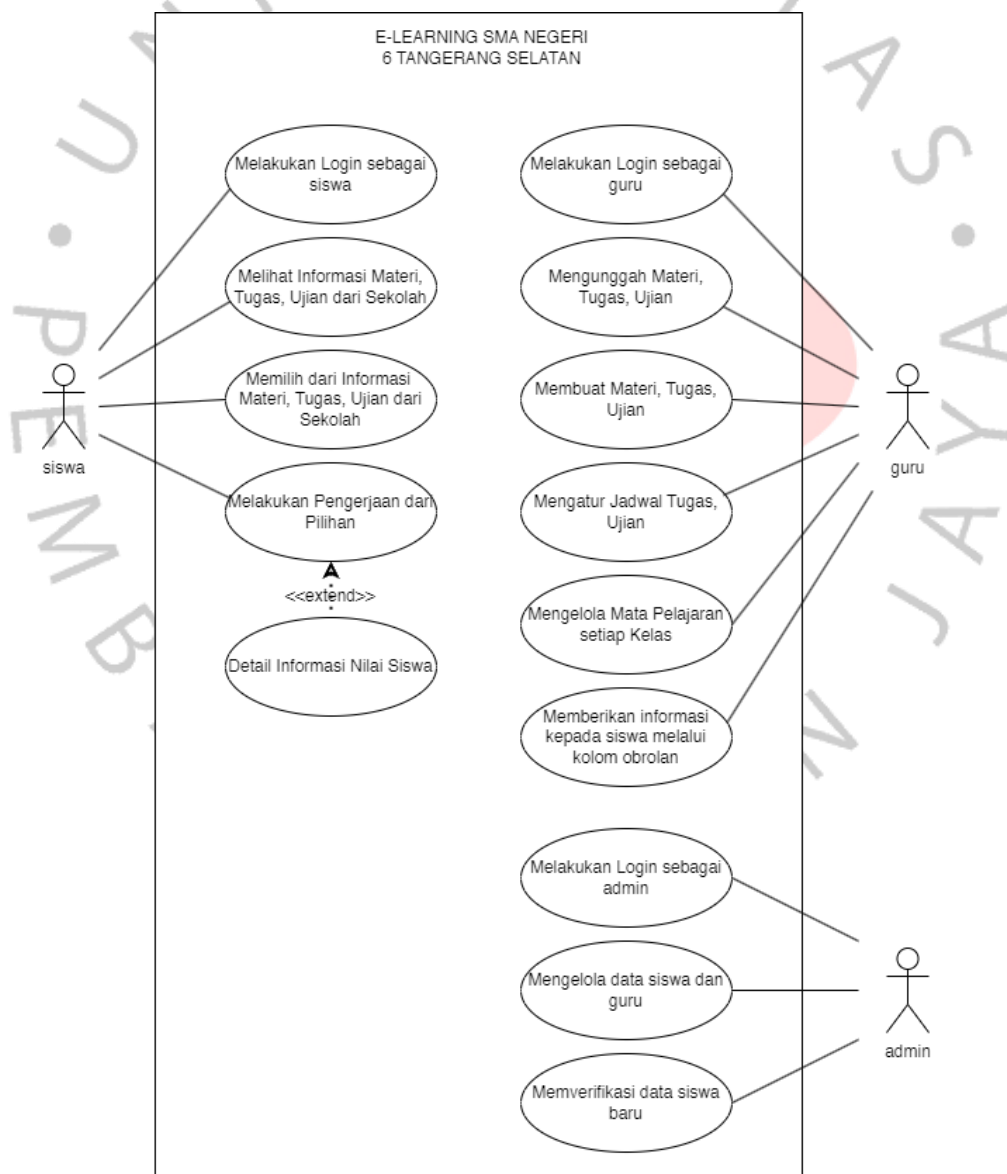 E-LEARNING SMA NEGERI
6 TANGERANG SELATAN
Melakukan Login sebagai
siswa
Melihat Informasi Materi,
Tugas, Ujian dari Sekolah
Memilih dari Informasi
Materi, Tugas, Ujian dari
Sekolah
Melakukan Pengerjaan dari
Pilihan
<<extend>>
Detail Informasi Nilai Siswa
siswa
Melakukan Login sebagai
guru
Mengunggah Materi,
Tugas, Ujian
Membuat Materi, Tugas,
Ujian
Mengatur Jadwal Tugas,
Ujian
Mengelola Mata Pelajaran
setiap Kelas
Memberikan informasi
kepada siswa melalui
kolom obrolan
guru
Melakukan Login sebagai
admin
Mengelola data siswa dan
guru
Memverifikasi data siswa
baru
admin
JAYA